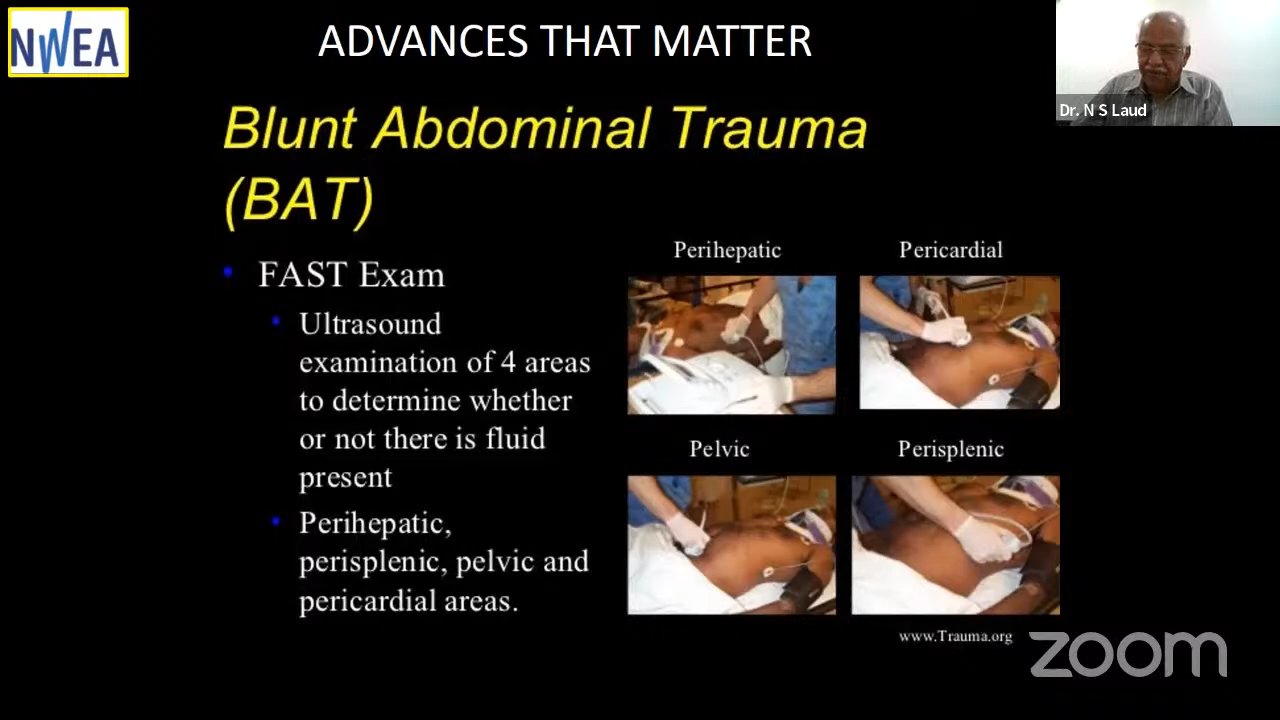 NWEA
ADVANCES THAT MATTER
Dr. N S Laud
Blunt Abdominal Trauma
(BAT)
• FAST Exam
• Ultrasound
examination of 4 areas
to determine whether
or not there is fluid
present
• Perihepatic,
perisplenic, pelvic and
pericardial areas.
Perihepatic
Pericardial
Pelvic
Perisplenic
www.Trauma.org
zoom